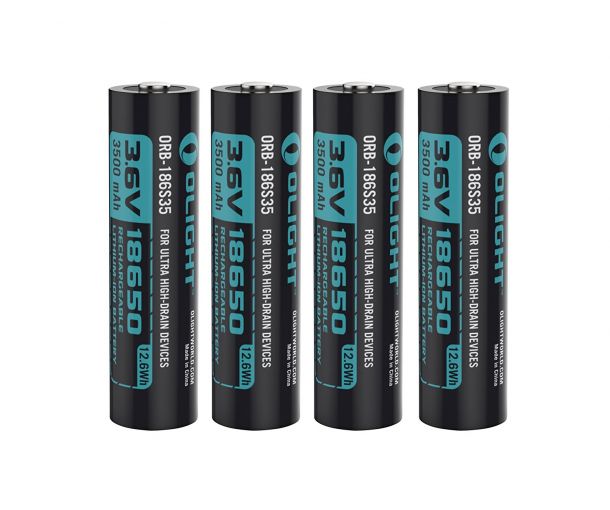 ORB-186S35
FOR ULTRA HIGH-DRAIN DEVICES
OLIGHTWORLD.COM
Made in China
OLIGHT™
3.6V 18650
3500 mAh
RECHARGEABLE
LITHIUM-ION BATTERY
12.6Wh
ORB-186S35
FOR ULTRA HIGH-DRAIN DEVICES
OLIGHTWORLD.COM
Made in China
OLIGHT™
3.6V 18650
3500 mAh
RECHARGEABLE
LITHIUM-ION BATTERY
12.6Wh
ORB-186S35
FOR ULTRA HIGH-DRAIN DEVICES
OLIGHTWORLD.COM
Made in China
OLIGHT™
3.6V 18650
3500 mAh
RECHARGEABLE
LITHIUM-ION BATTERY
12.6Wh
ORB-186S35
FOR ULTRA HIGH-DRAIN DEVICES
OLIGHTWORLD.COM
Made in China
OLIGHT™
3.6V 18650
3500 mAh
RECHARGEABLE
LITHIUM-ION BATTERY
12.6Wh